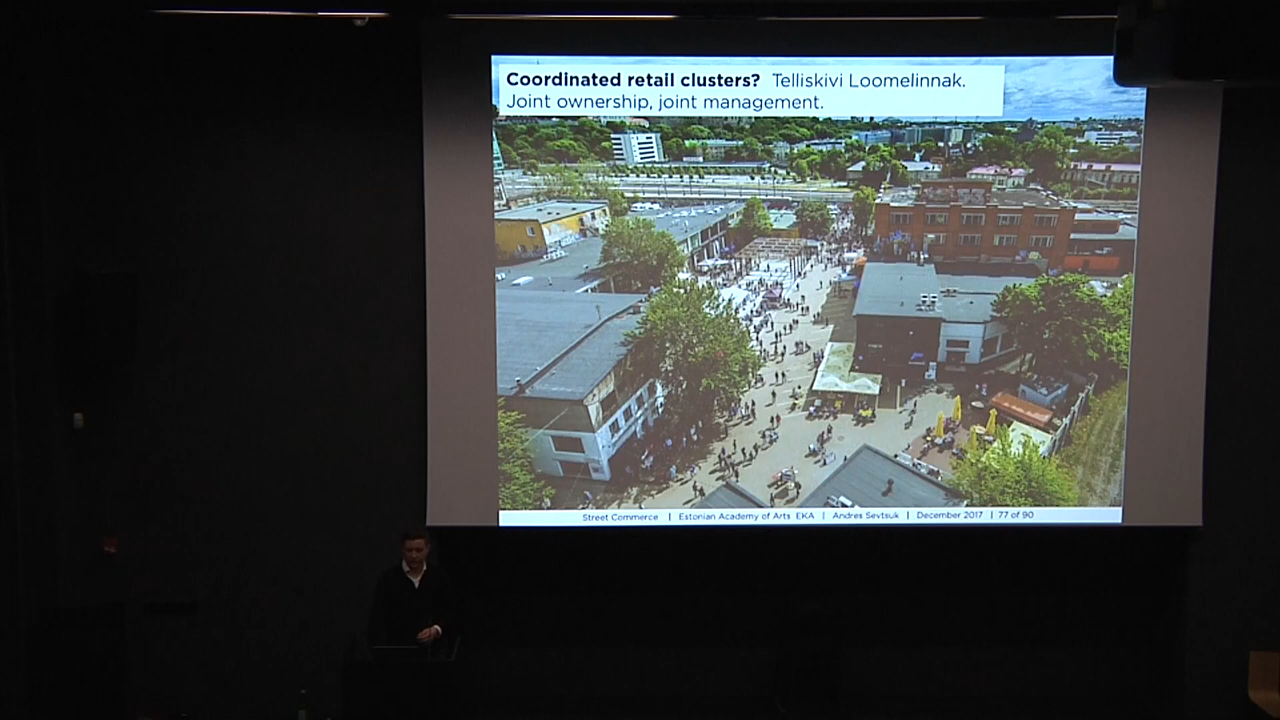 Coordinated retail clusters? Telliskivi Loomelinnak.
Joint ownership, joint management.
Street Commerce | Estonian Academy of Arts EKA | Andres Sevtsuk | December 2017 | 77 of 90